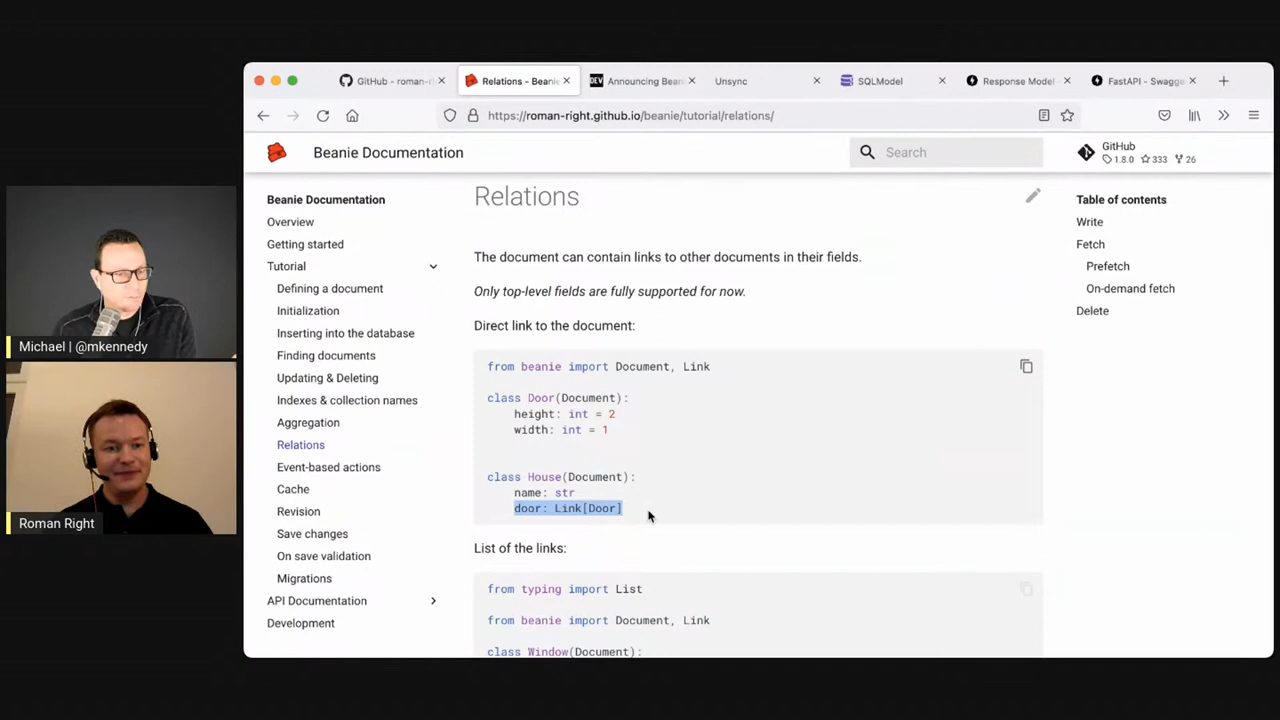 GitHub - roman-ri
Relations - Beanie
DEV
Announcing Beani
Unsync
SQLModel
Response Model -
FastAPI - Swagge
https://roman-right.github.io/beanie/tutorial/relations/
Beanie Documentation
Search
GitHub
1.8.0 333 26
Beanie Documentation
Overview
Getting started
Tutorial
Defining a document
Initialization
Inserting into the database
Finding documents
Updating & Deleting
Indexes & collection names
Aggregation
Relations
Event-based actions
Cache
Revision
Save changes
On save validation
Migrations
API Documentation
Development
Relations
The document can contain links to other documents in their fields.
Only top-level fields are fully supported for now.
Direct link to the document:
from beanie import Document, Link
class Door(Document):
height: int = 2
width: int = 1
class House(Document):
name: str
door: Link[Door]
List of the links:
from typing import List
from beanie import Document, Link
class Window(Document):
Table of contents
Write
Fetch
Prefetch
On-demand fetch
Delete
Michael | @mkennedy
Roman Right